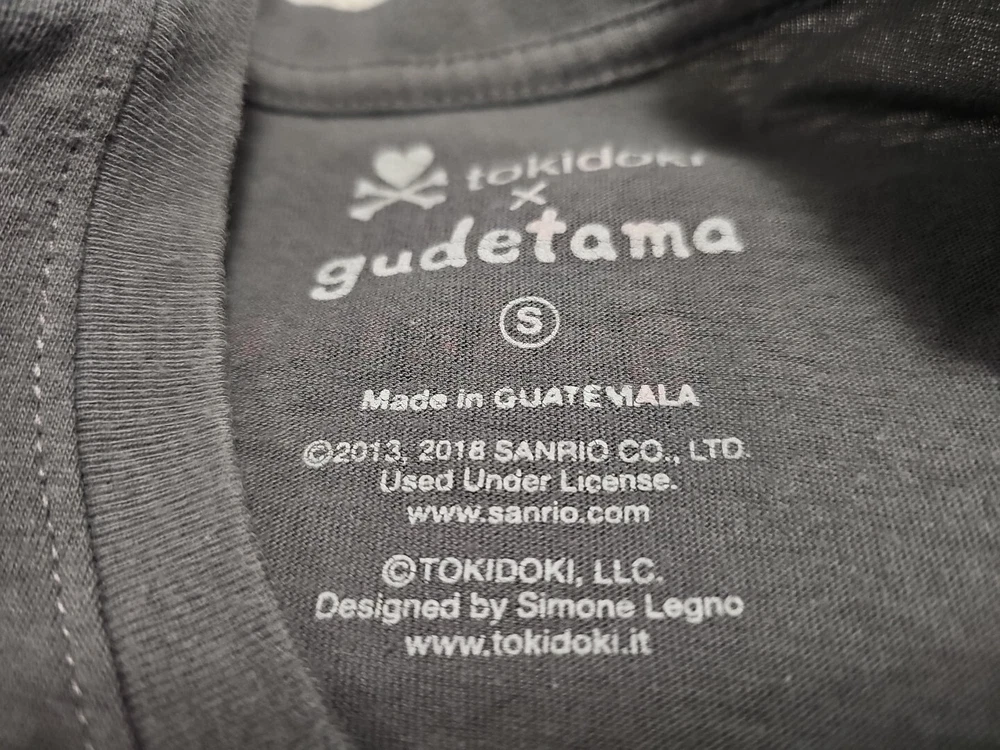 tokidoki
x
gudetama
S
Made in GUATEMALA
©2013, 2018 SANRIO CO., LTD.
Used Under License.
www.sanrio.com
©TOKIDOKI, LLC.
Designed by Simone Legno
www.tokidoki.it